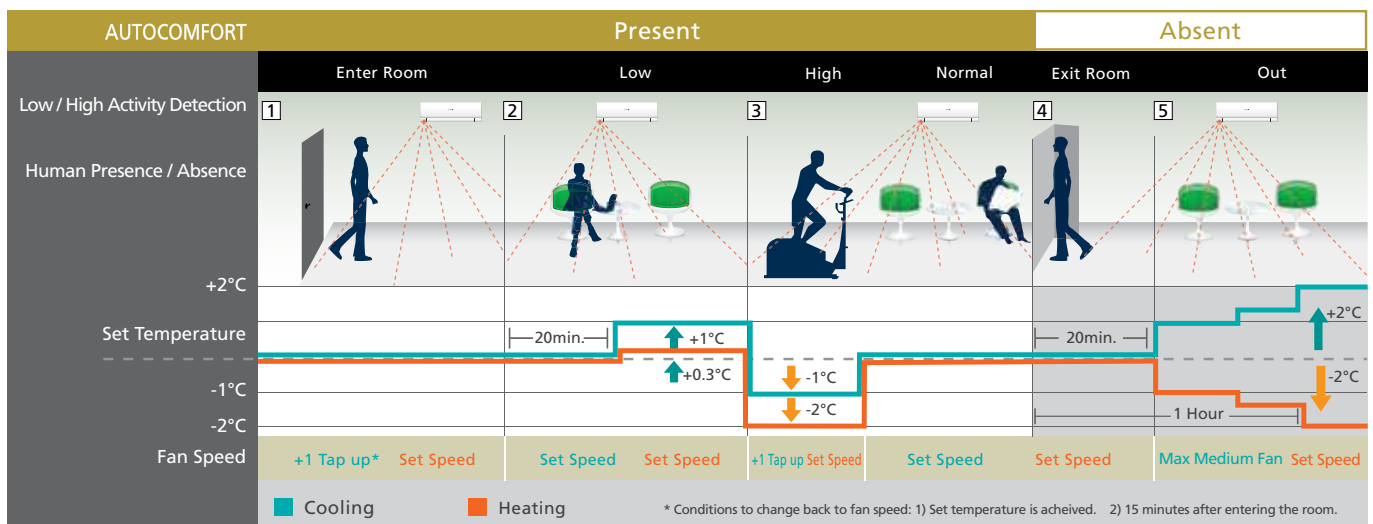 AUTOCOMFORT Present Absent
Enter Room Low High Normal Exit Room Out
Low / High Activity Detection
1 2 3 4 5
Human Presence / Absence
+2°C
Set Temperature
20min. +1°C 20min. +2°C
+0.3°C -1°C -2°C
-1°C
-2°C 1 Hour
-2°C
Fan Speed
+1 Tap up* Set Speed Set Speed Set Speed +1 Tap up Set Speed Set Speed Set Speed Max Medium Fan Set Speed
Cooling Heating * Conditions to change back to fan speed: 1) Set temperature is acheived. 2) 15 minutes after entering the room.